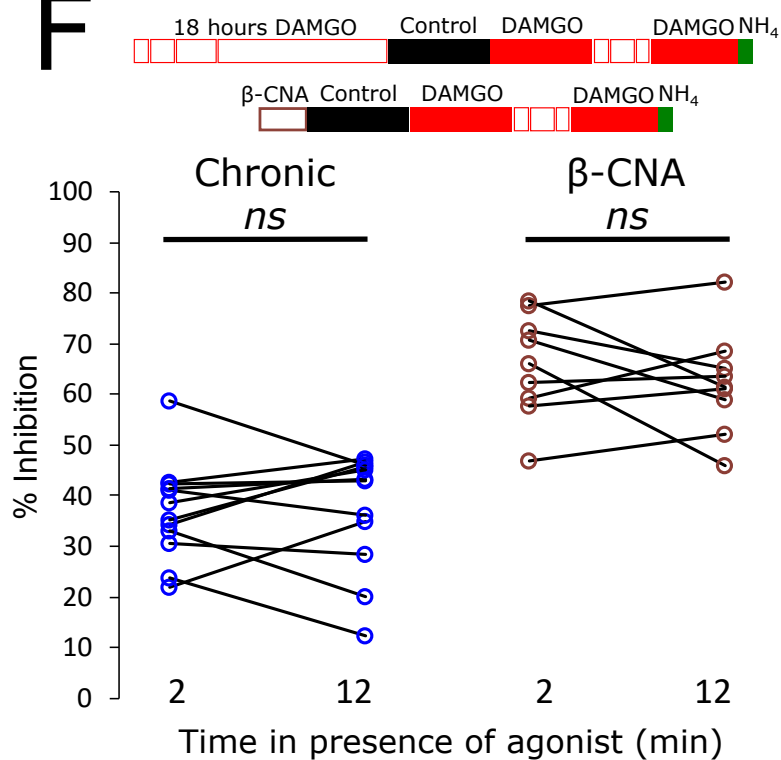 F
18 hours DAMGO Control DAMGO DAMGO NH₄
β-CNA Control DAMGO DAMGO NH₄
Chronic β-CNA
ns ns
100
90
80
70
60
50
40
30
20
10
0
% Inhibition
2 12 2 12
Time in presence of agonist (min)